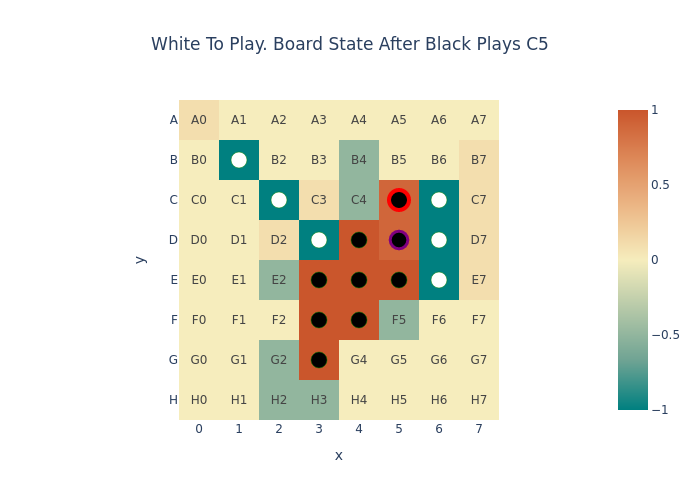 White To Play. Board State After Black Plays C5
A A0 A1 A2 A3 A4 A5 A6 A7
B B0 B2 B3 B4 B5 B6 B7
C C0 C1 C3 C4 C7
D D0 D1 D2 D7
E E0 E1 E2 E7
F F0 F1 F2 F5 F6 F7
G G0 G1 G2 G4 G5 G6 G7
H H0 H1 H2 H3 H4 H5 H6 H7
0 1 2 3 4 5 6 7
x
y
1
0.5
0
−0.5
−1